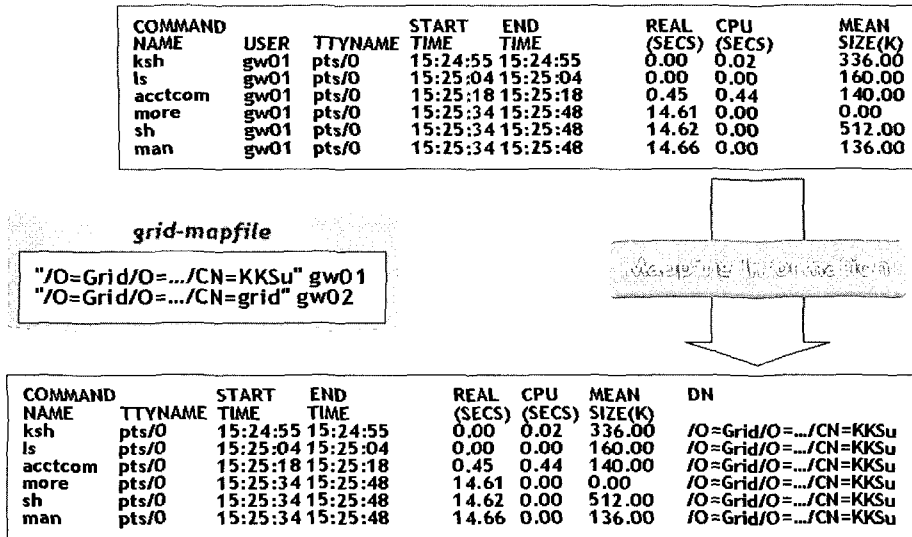 COMMAND START END REAL CPU MEAN
NAME USER TTYNAME TIME TIME (SECS) (SECS) SIZE(K)
ksh gw01 pts/0 15:24:55 15:24:55 0.00 0.02 336.00
ls gw01 pts/0 15:25:04 15:25:04 0.00 0.00 160.00
acctcom gw01 pts/0 15:25:18 15:25:18 0.45 0.44 140.00
more gw01 pts/0 15:25:34 15:25:48 14.61 0.00 0.00
sh gw01 pts/0 15:25:34 15:25:48 14.62 0.00 512.00
man gw01 pts/0 15:25:34 15:25:48 14.66 0.00 136.00
grid-mapfile
"/O=Grid/O=.../CN=KKSu" gw01
"/O=Grid/O=.../CN=grid" gw02
Mapping Information
COMMAND START END REAL CPU MEAN DN
NAME TTYNAME TIME TIME (SECS) (SECS) SIZE(K)
ksh pts/0 15:24:55 15:24:55 0.00 0.02 336.00 /O=Grid/O=.../CN=KKSu
ls pts/0 15:25:04 15:25:04 0.00 0.00 160.00 /O=Grid/O=.../CN=KKSu
acctcom pts/0 15:25:18 15:25:18 0.45 0.44 140.00 /O=Grid/O=.../CN=KKSu
more pts/0 15:25:34 15:25:48 14.61 0.00 0.00 /O=Grid/O=.../CN=KKSu
sh pts/0 15:25:34 15:25:48 14.62 0.00 512.00 /O=Grid/O=.../CN=KKSu
man pts/0 15:25:34 15:25:48 14.66 0.00 136.00 /O=Grid/O=.../CN=KKSu